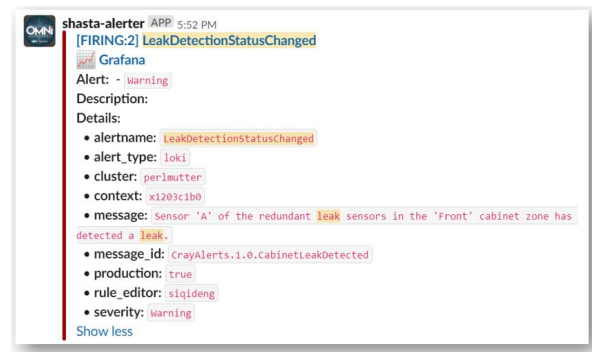 OMNI
shasta-alerter APP 5:52 PM
[FIRING:2] LeakDetectionStatusChanged
Grafana
Alert: - Warning
Description:
Details:
• alertname: LeakDetectionStatusChanged
• alert_type: loki
• cluster: perlmutter
• context: x1203c1b0
• message: Sensor 'A' of the redundant leak sensors in the 'Front' cabinet zone has
detected a leak.
• message_id: CrayAlerts.1.0.CabinetLeakDetected
• production: true
• rule_editor: siqideng
• severity: Warning
Show less